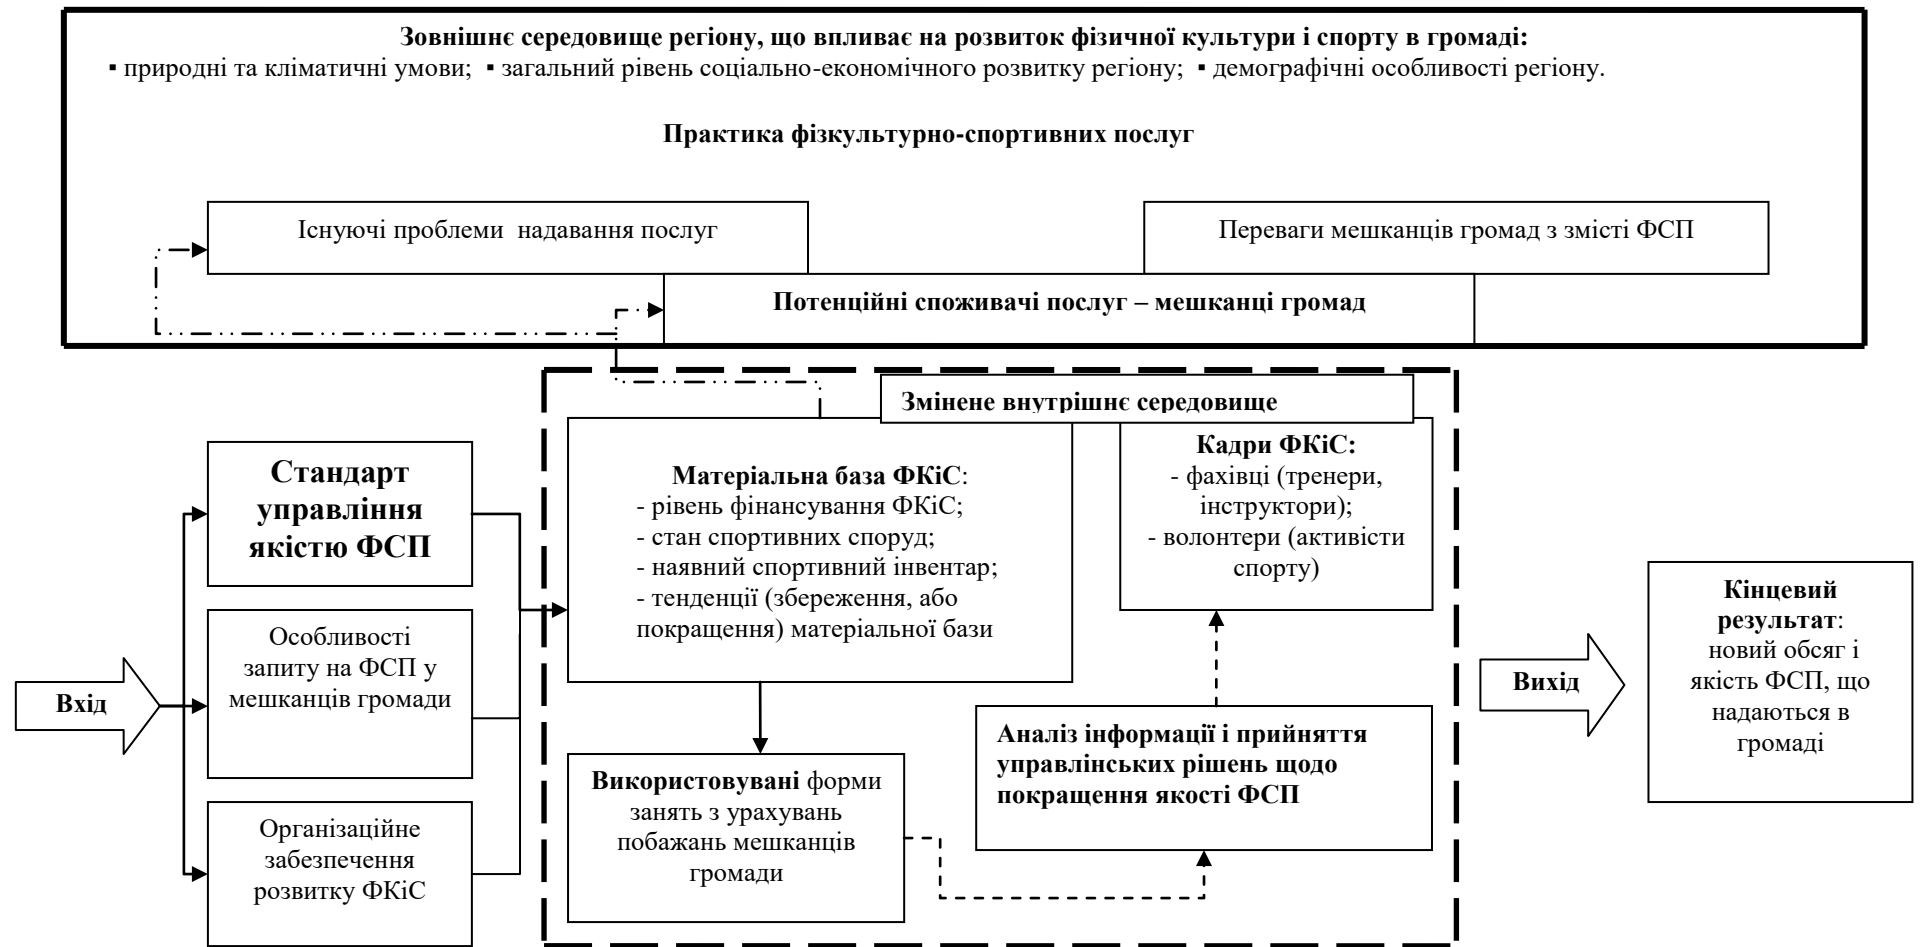 Зовнішнє середовище регіону, що впливає на розвиток фізичної культури і спорту в громаді:
▪ природні та кліматичні умови; ▪ загальний рівень соціально-економічного розвитку регіону; ▪ демографічні особливості регіону.
Практика фізкультурно-спортивних послуг
Існуючі проблеми надавання послуг
Переваги мешканців громад з змісті ФСП
Потенційні споживачі послуг – мешканці громад
Змінене внутрішнє середовище
Вхід
Стандарт
управління
якістю ФСП
Особливості
запиту на ФСП у
мешканців громади
Організаційне
забезпечення
розвитку ФКіС
Матеріальна база ФКіС:
- рівень фінансування ФКіС;
- стан спортивних споруд;
- наявний спортивний інвентар;
- тенденції (збереження, або
покращення) матеріальної бази
Кадри ФКіС:
- фахівці (тренери,
інструктори);
- волонтери (активісти
спорту)
Використовувані форми
занять з урахувань
побажань мешканців
громади
Аналіз інформації і прийняття
управлінських рішень щодо
покращення якості ФСП
Вихід
Кінцевий
результат:
новий обсяг і
якість ФСП, що
надаються в
громаді